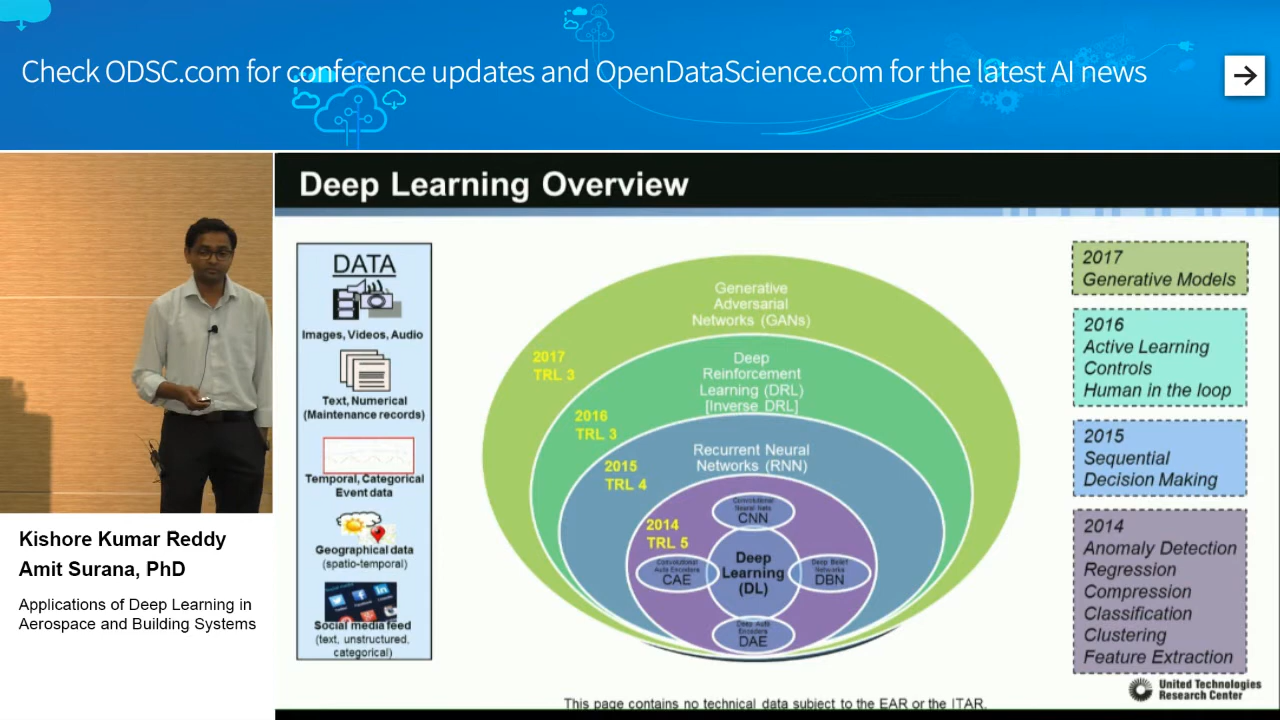 Check ODSC.com for conference updates and OpenDataScience.com for the latest AI news
Kishore Kumar Reddy
Amit Surana, PhD
Applications of Deep Learning in
Aerospace and Building Systems
Deep Learning Overview
DATA
Images, Videos, Audio
Text, Numerical
(Maintenance records)
Temporal, Categorical
Event data
Geographical data
(spatio-temporal)
Social media feed
(text, unstructured,
categorical)
Generative
Adversarial
Networks (GANs)
2017
TRL 3
Deep
Reinforcement
Learning (DRL)
[Inverse DRL]
2016
TRL 3
Recurrent Neural
Networks (RNN)
2015
TRL 4
2014
TRL 5
Convolutional
Neural Nets
CNN
Convolutional
Auto Encoders
CAE
Deep
Learning
(DL)
Deep Belief
Networks
DBN
Deep Auto
Encoders
DAE
2017
Generative Models
2016
Active Learning
Controls
Human in the loop
2015
Sequential
Decision Making
2014
Anomaly Detection
Regression
Compression
Classification
Clustering
Feature Extraction
United Technologies
Research Center
This page contains no technical data subject to the EAR or the ITAR.